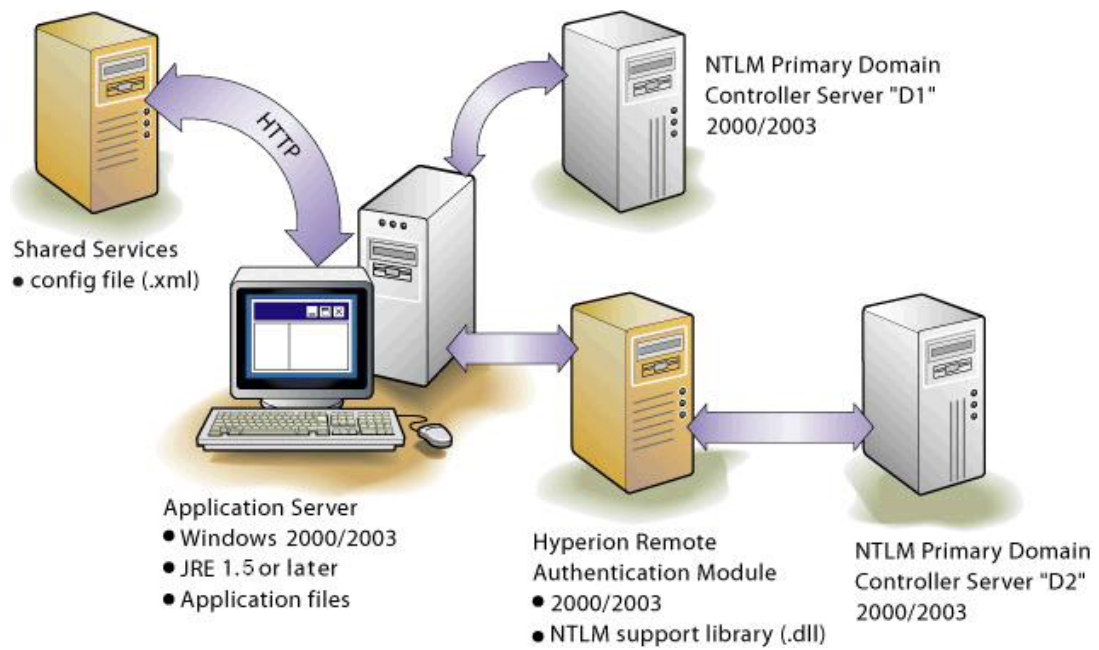 HTTP
NTLM Primary Domain
Controller Server "D1"
2000/2003
Shared Services
● config file (.xml)
Application Server
● Windows 2000/2003
● JRE 1.5 or later
● Application files
Hyperion Remote
Authentication Module
● 2000/2003
● NTLM support library (.dll)
NTLM Primary Domain
Controller Server "D2"
2000/2003